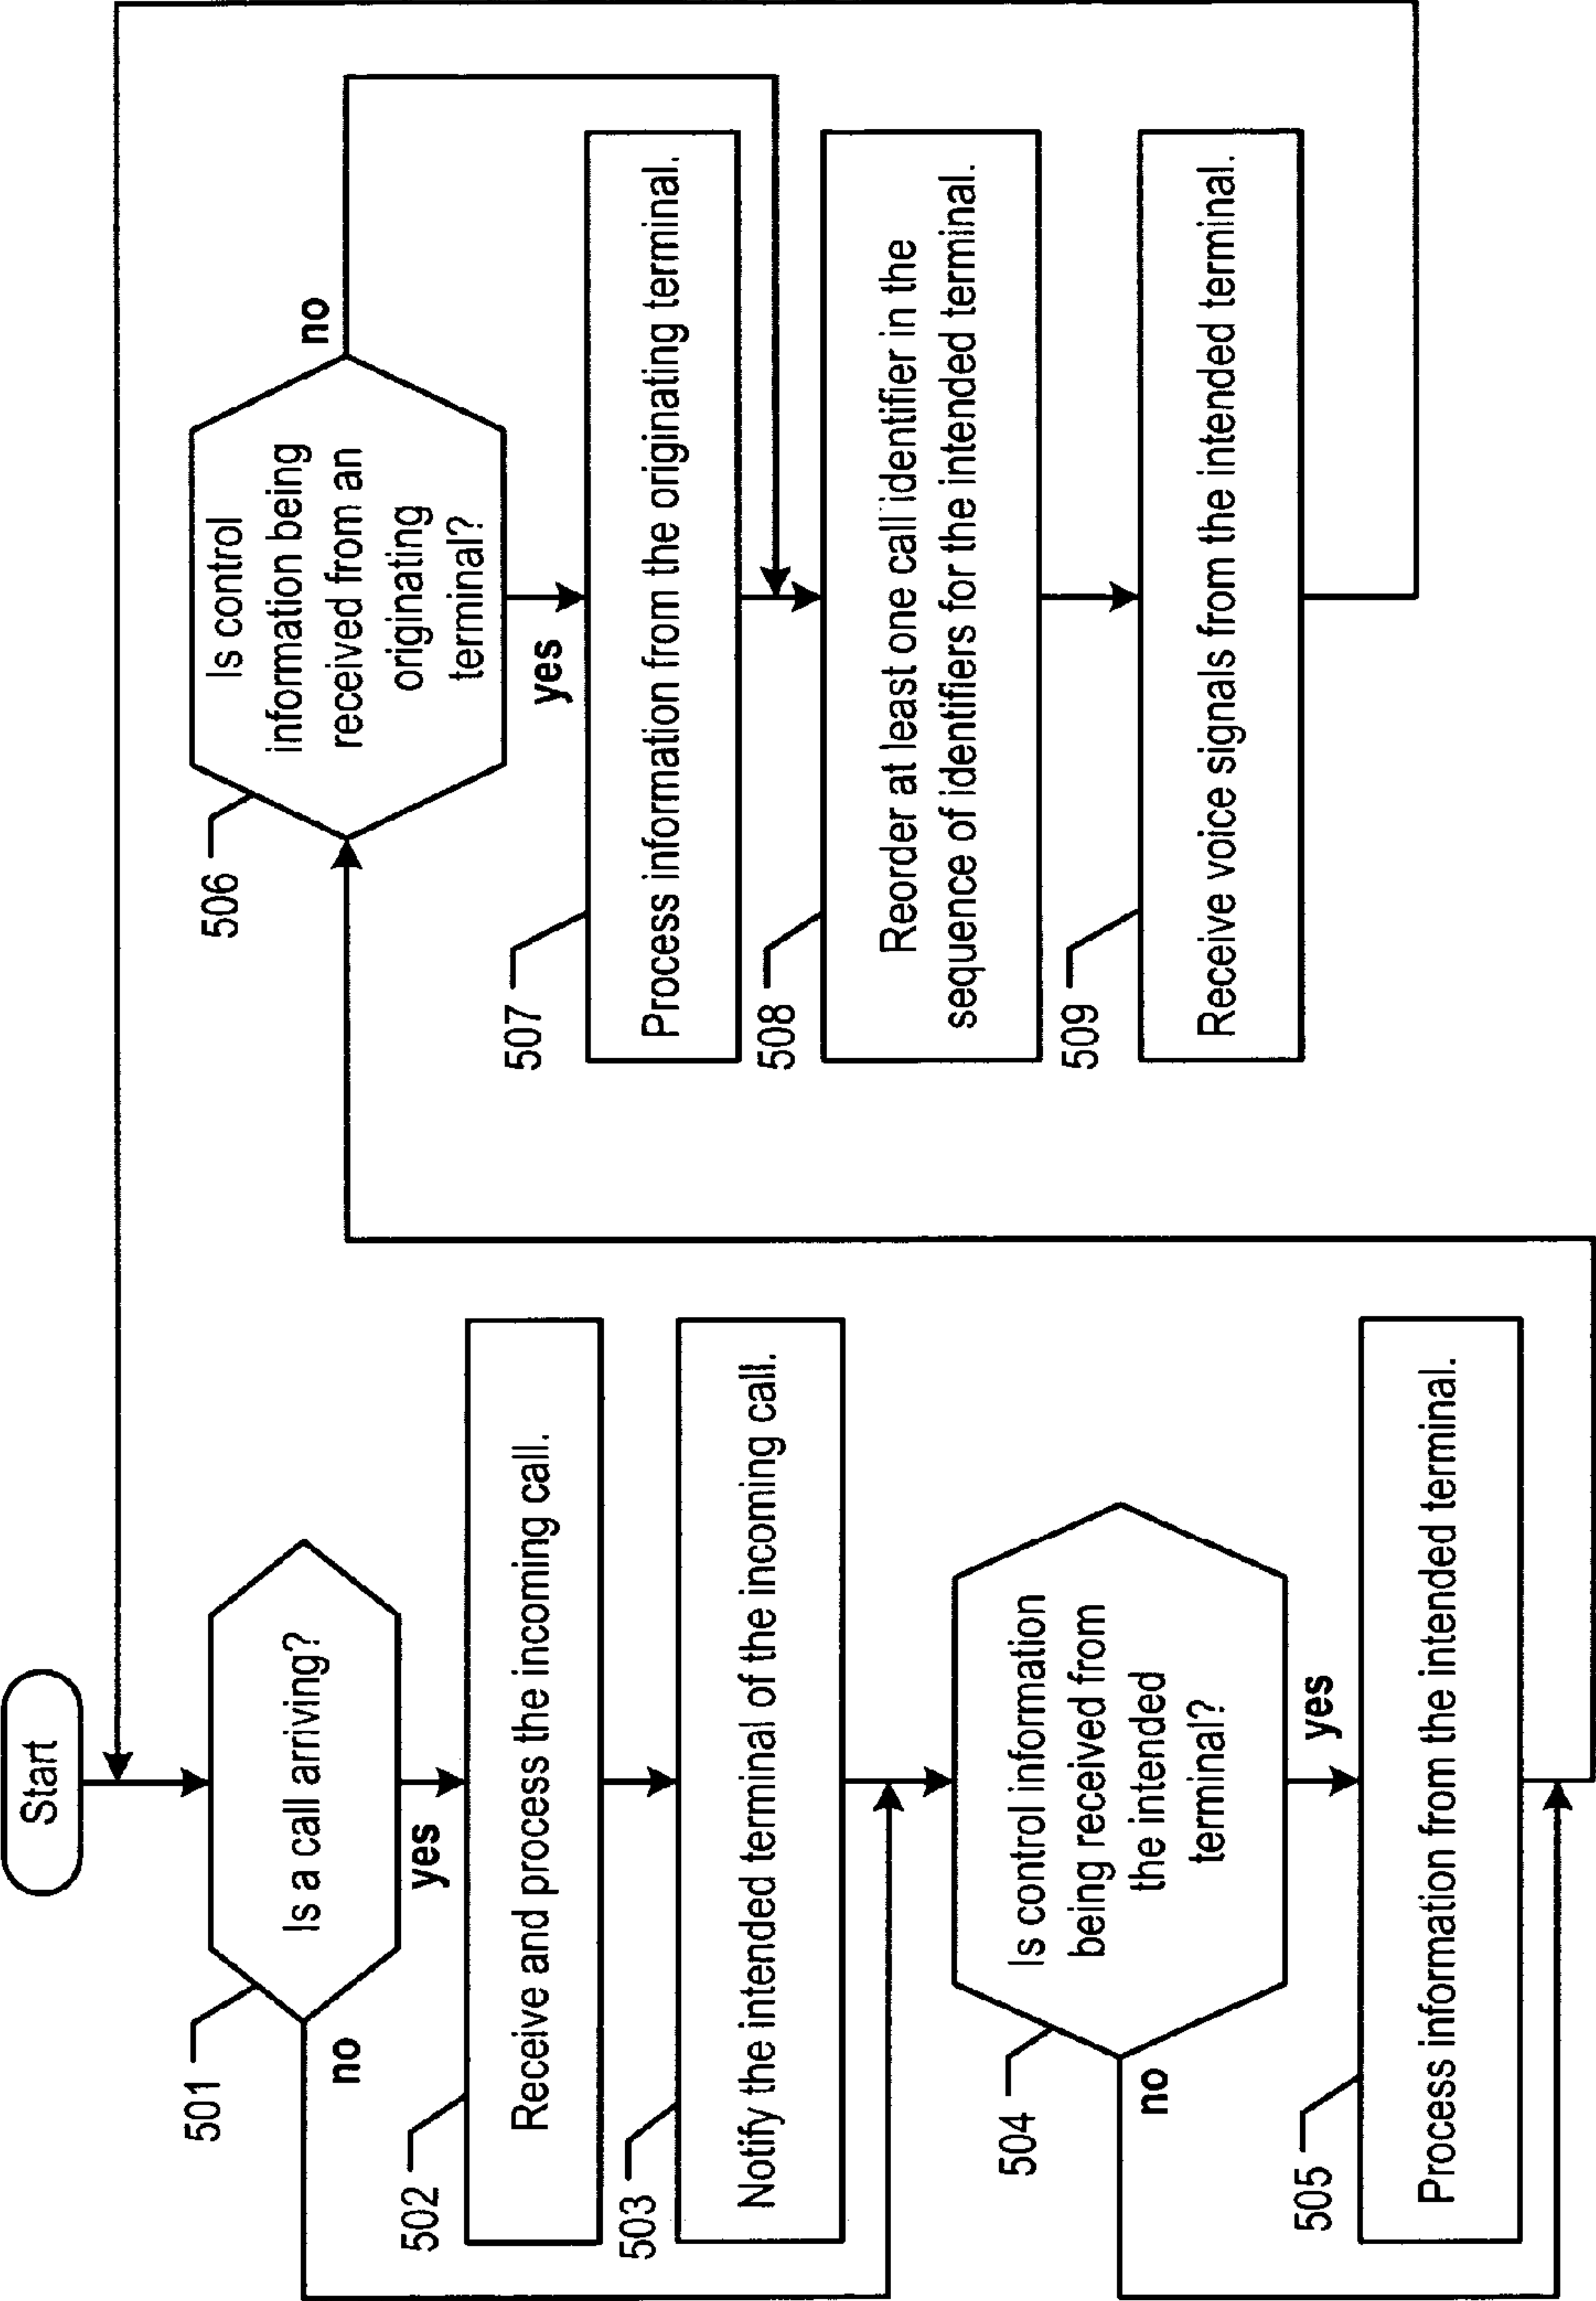 Start
501
Is a call arriving?
no
yes
502
Receive and process the incoming call.
503
Notify the intended terminal of the incoming call.
504
Is control information
being received from
the intended
terminal?
no
yes
505
Process information from the intended terminal.
506
Is control
information being
received from an
originating
terminal?
no
yes
507
Process information from the originating terminal.
508
Reorder at least one call identifier in the
sequence of identifiers for the intended terminal.
509
Receive voice signals from the intended terminal.